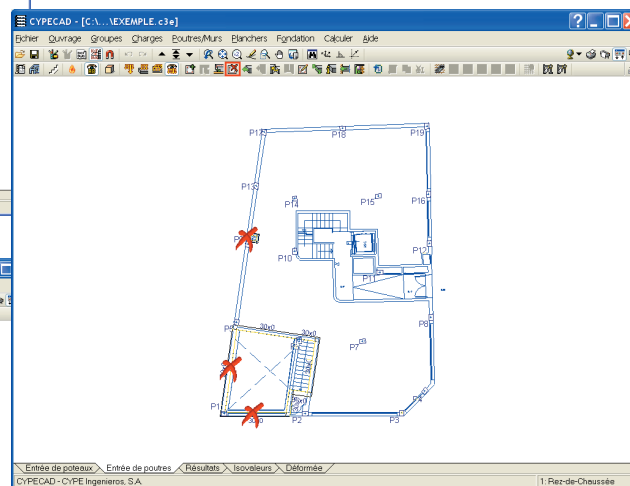 CYPECAD - [C:\...\EXEMPLE.c3e]
Fichier Ouvrage Groupes Charges Poutres/Murs Planchers Fondation Calculer Aide
P17
P18
P19
P13
P14
P15
P16
P10
P12
P11
P8
P7
30x0
30x0
P1
30x0
P2
P3
Entrée de poteaux Entrée de poutres Résultats Isovaleurs Déformée
CYPECAD - CYPE Ingenieros, S.A. 1: Rez-de-Chaussée